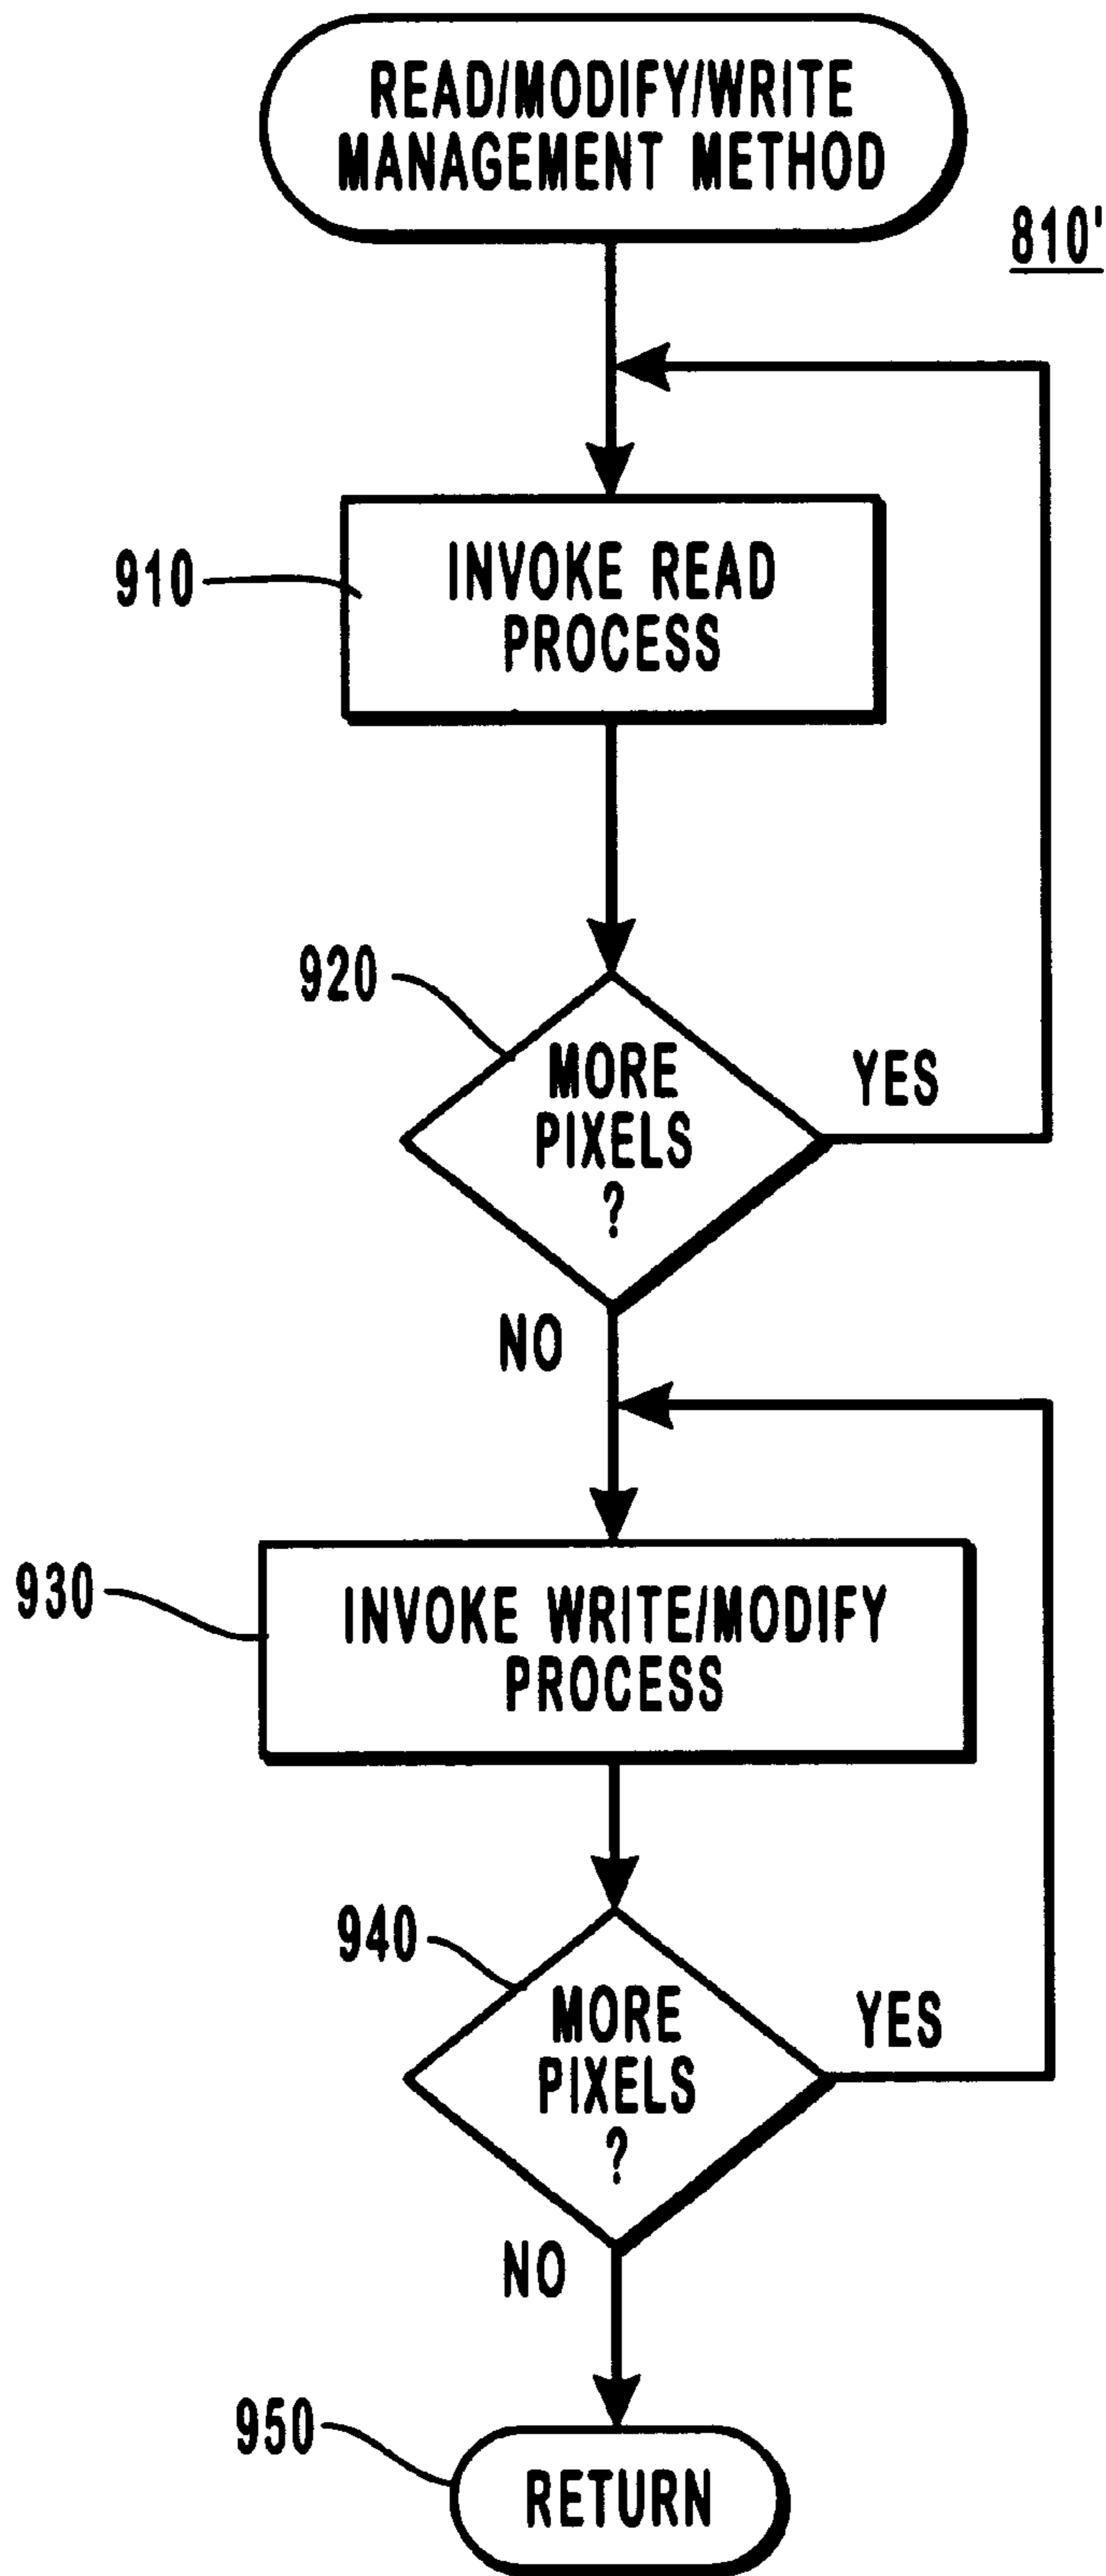 READ/MODIFY/WRITE
MANAGEMENT METHOD
810'
910
INVOKE READ
PROCESS
920
MORE
PIXELS
?
YES
NO
930
INVOKE WRITE/MODIFY
PROCESS
940
MORE
PIXELS
?
YES
NO
950
RETURN